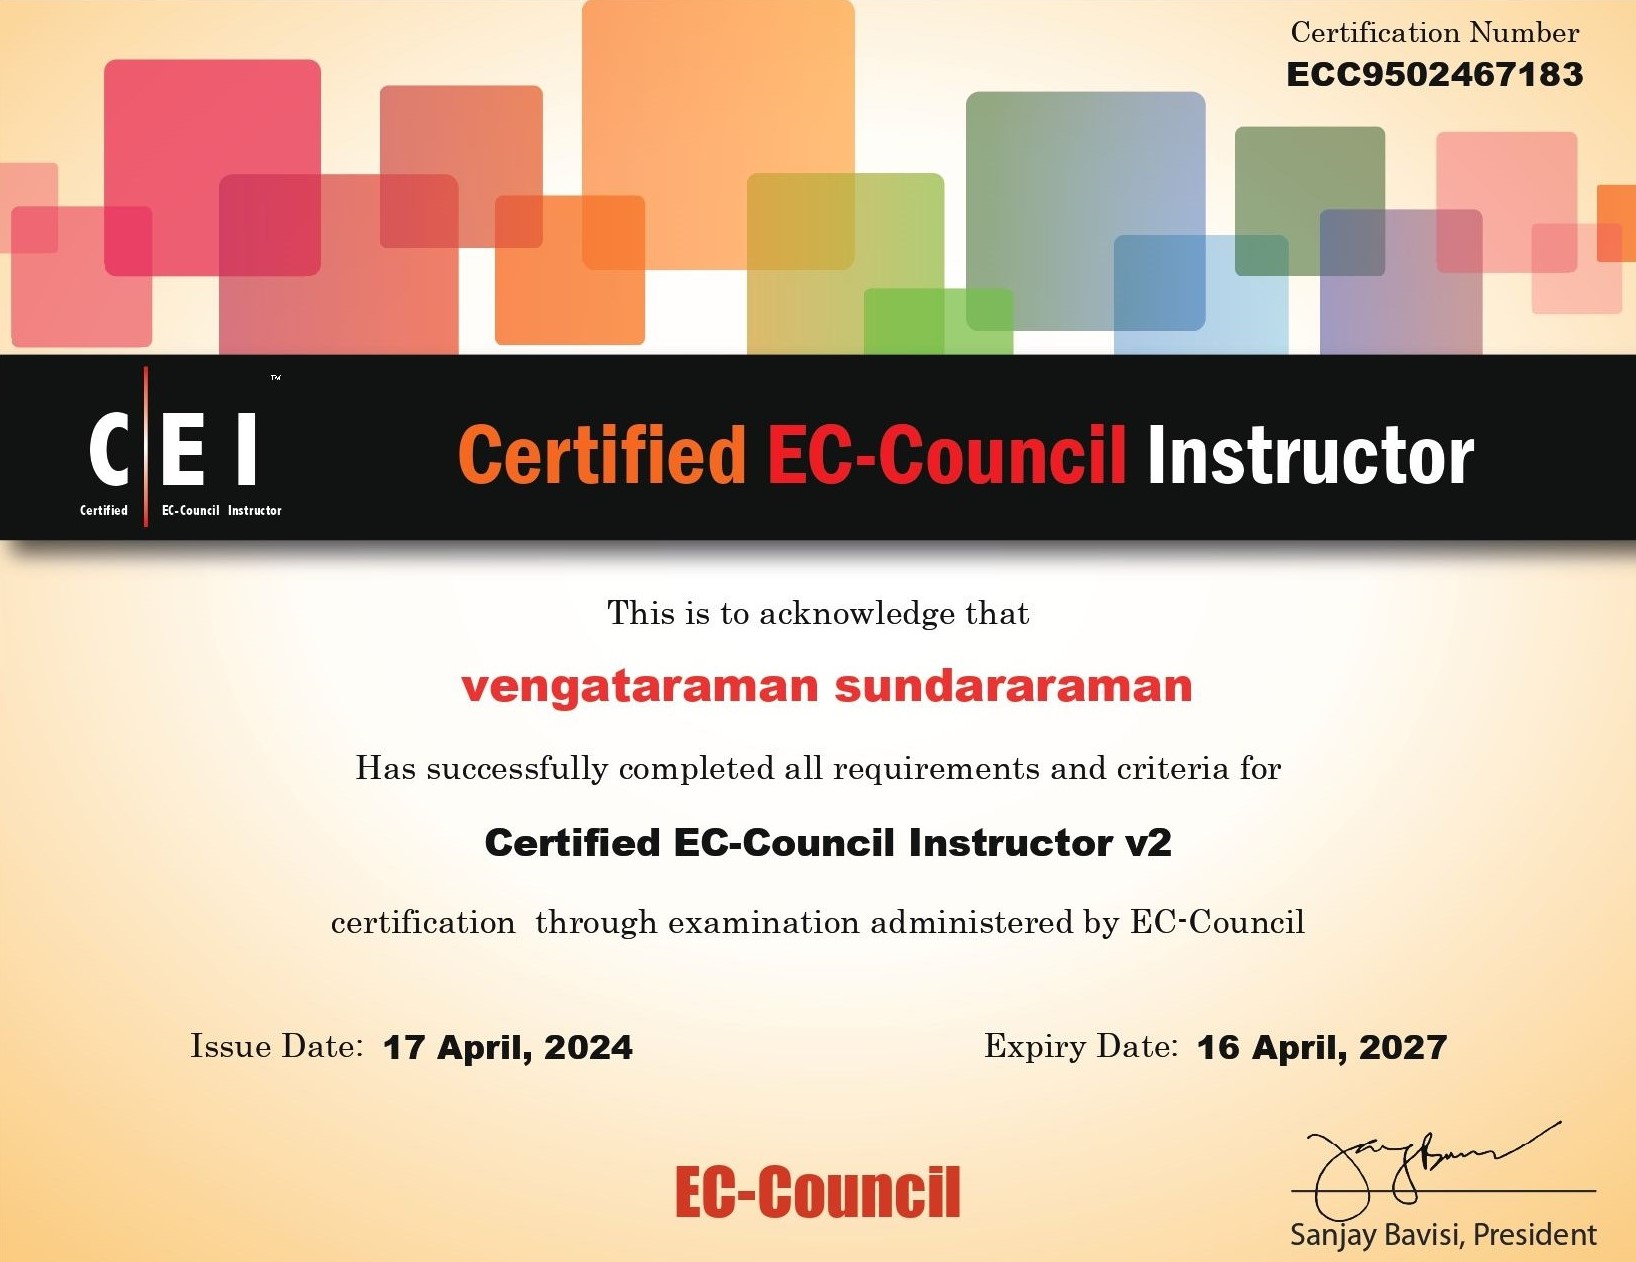 Certification Number
ECC9502467183
CEI™
Certified EC-Council Instructor
Certified EC-Council Instructor
This is to acknowledge that
vengataraman sundararaman
Has successfully completed all requirements and criteria for
Certified EC-Council Instructor v2
certification through examination administered by EC-Council
Issue Date: 17 April, 2024 Expiry Date: 16 April, 2027
EC-Council
Sanjay Bavisi, President